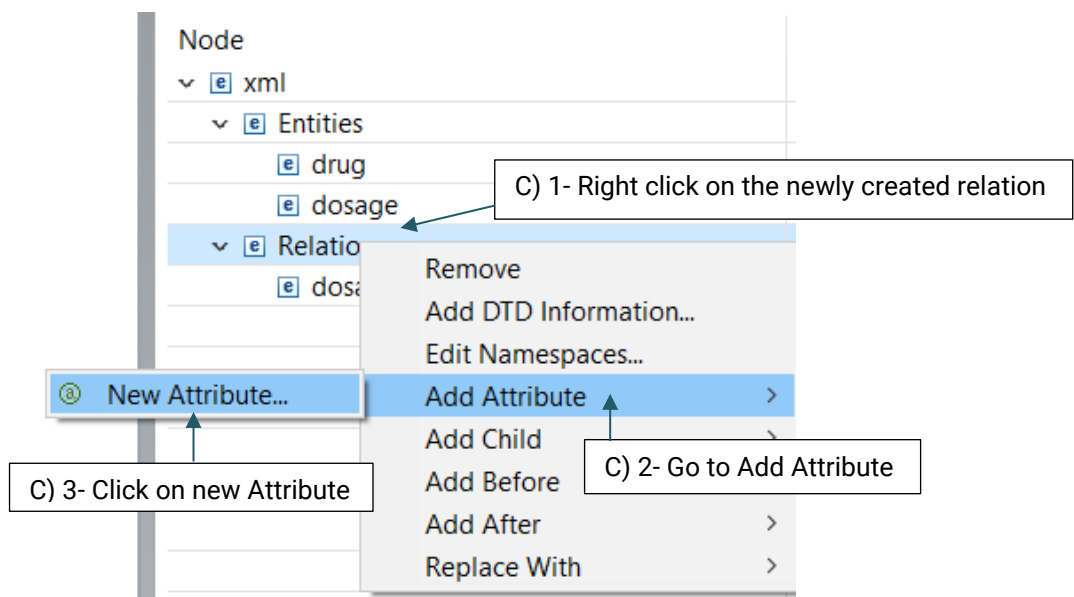 Node
xml
Entities
drug
C) 1- Right click on the newly created relation
dosage
Relatio
Remove
dosa
Add DTD Information...
Edit Namespaces...
@ New Attribute...
Add Attribute >
Add Child >
C) 2- Go to Add Attribute
C) 3- Click on new Attribute
Add Before
Add After >
Replace With >